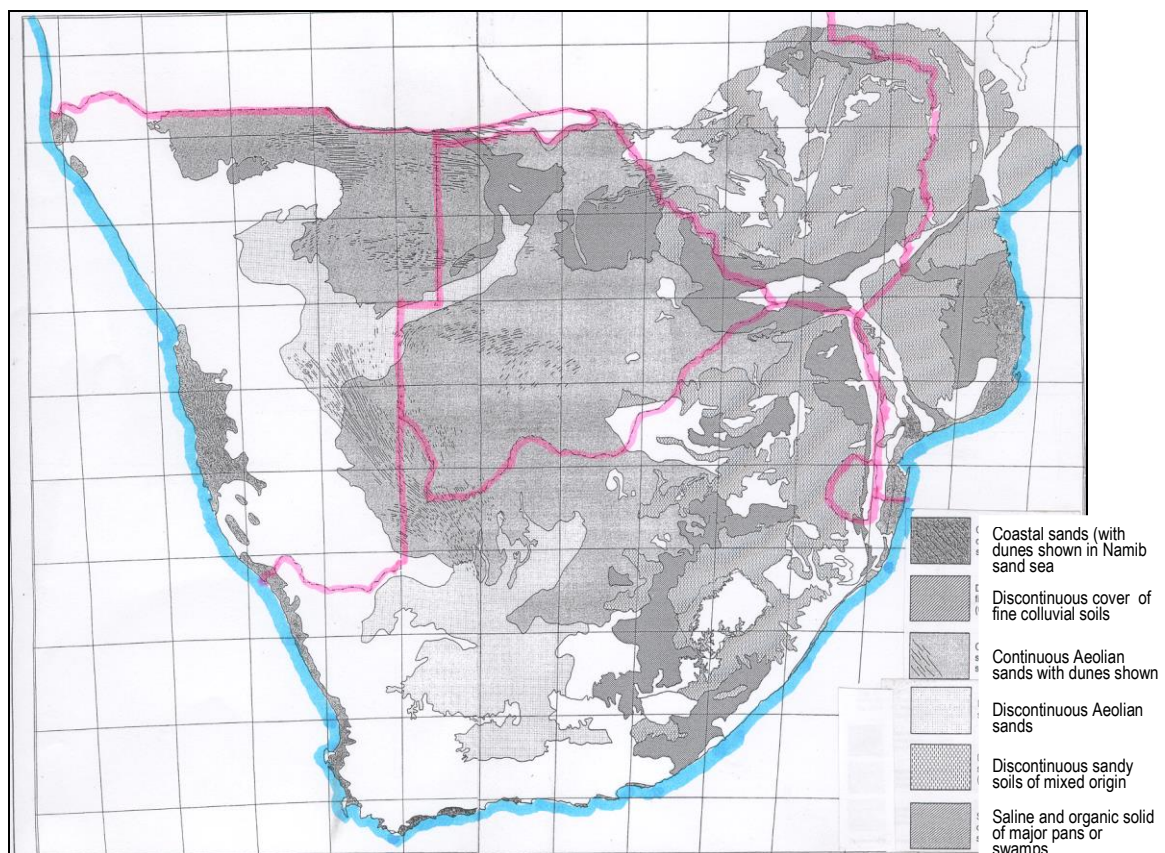 Coastal sands (with
dunes shown in Namib
sand sea
Discontinuous cover of
fine colluvial soils
Continuous Aeolian
sands with dunes shown
Discontinuous Aeolian
sands
Discontinuous sandy
soils of mixed origin
Saline and organic solid
of major pans or
swamps